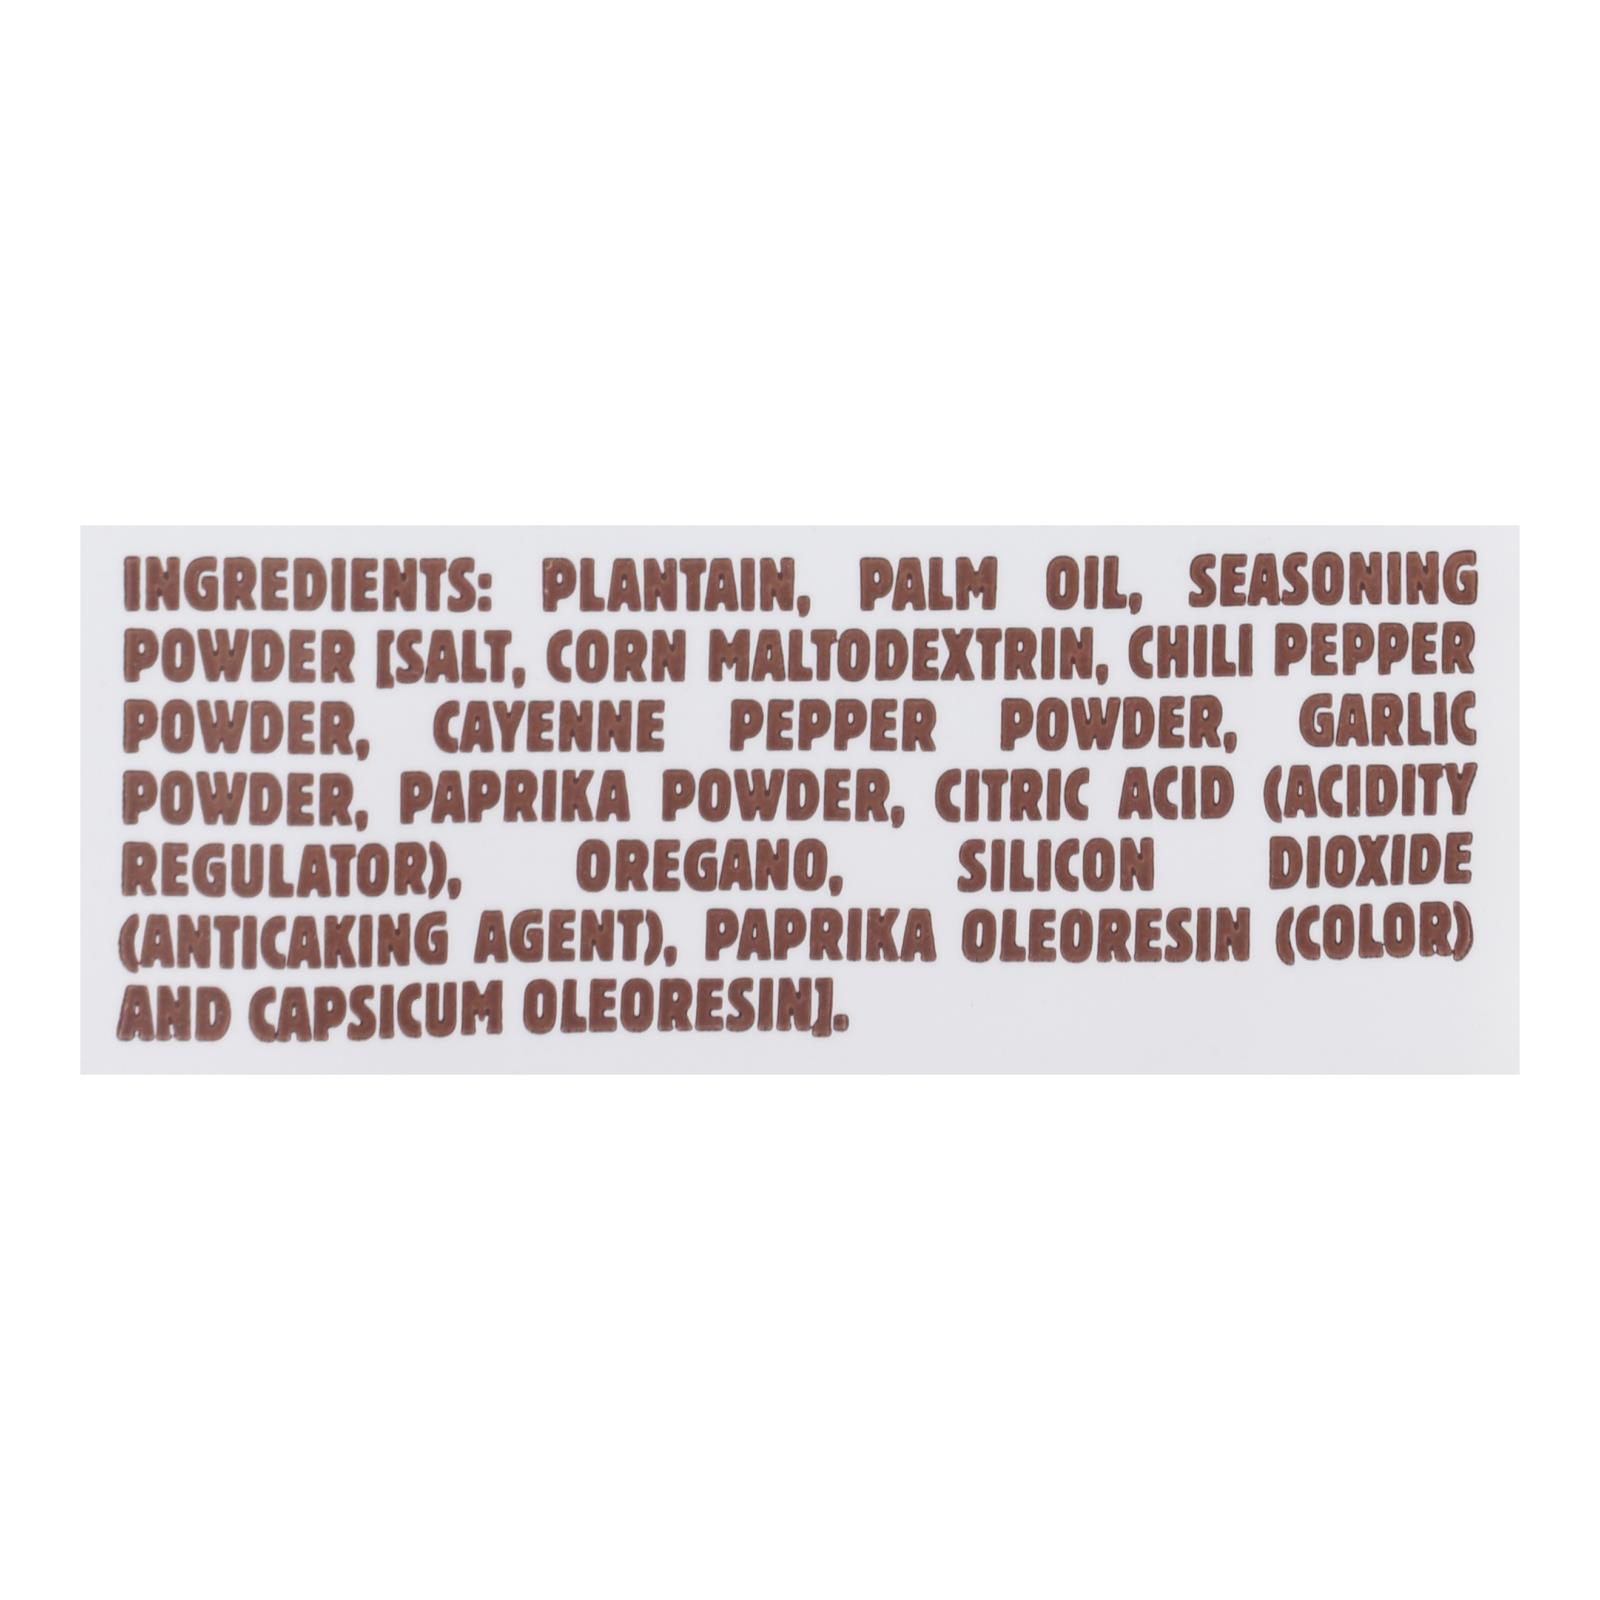 INGREDIENTS: PLANTAIN, PALM OIL, SEASONING
POWDER [SALT, CORN MALTODEXTRIN, CHILI PEPPER
POWDER, CAYENNE PEPPER POWDER, GARLIC
POWDER, PAPRIKA POWDER, CITRIC ACID (ACIDITY
REGULATOR), OREGANO, SILICON DIOXIDE
(ANTICAKING AGENT), PAPRIKA OLEORESIN (COLOR)
AND CAPSICUM OLEORESIN].